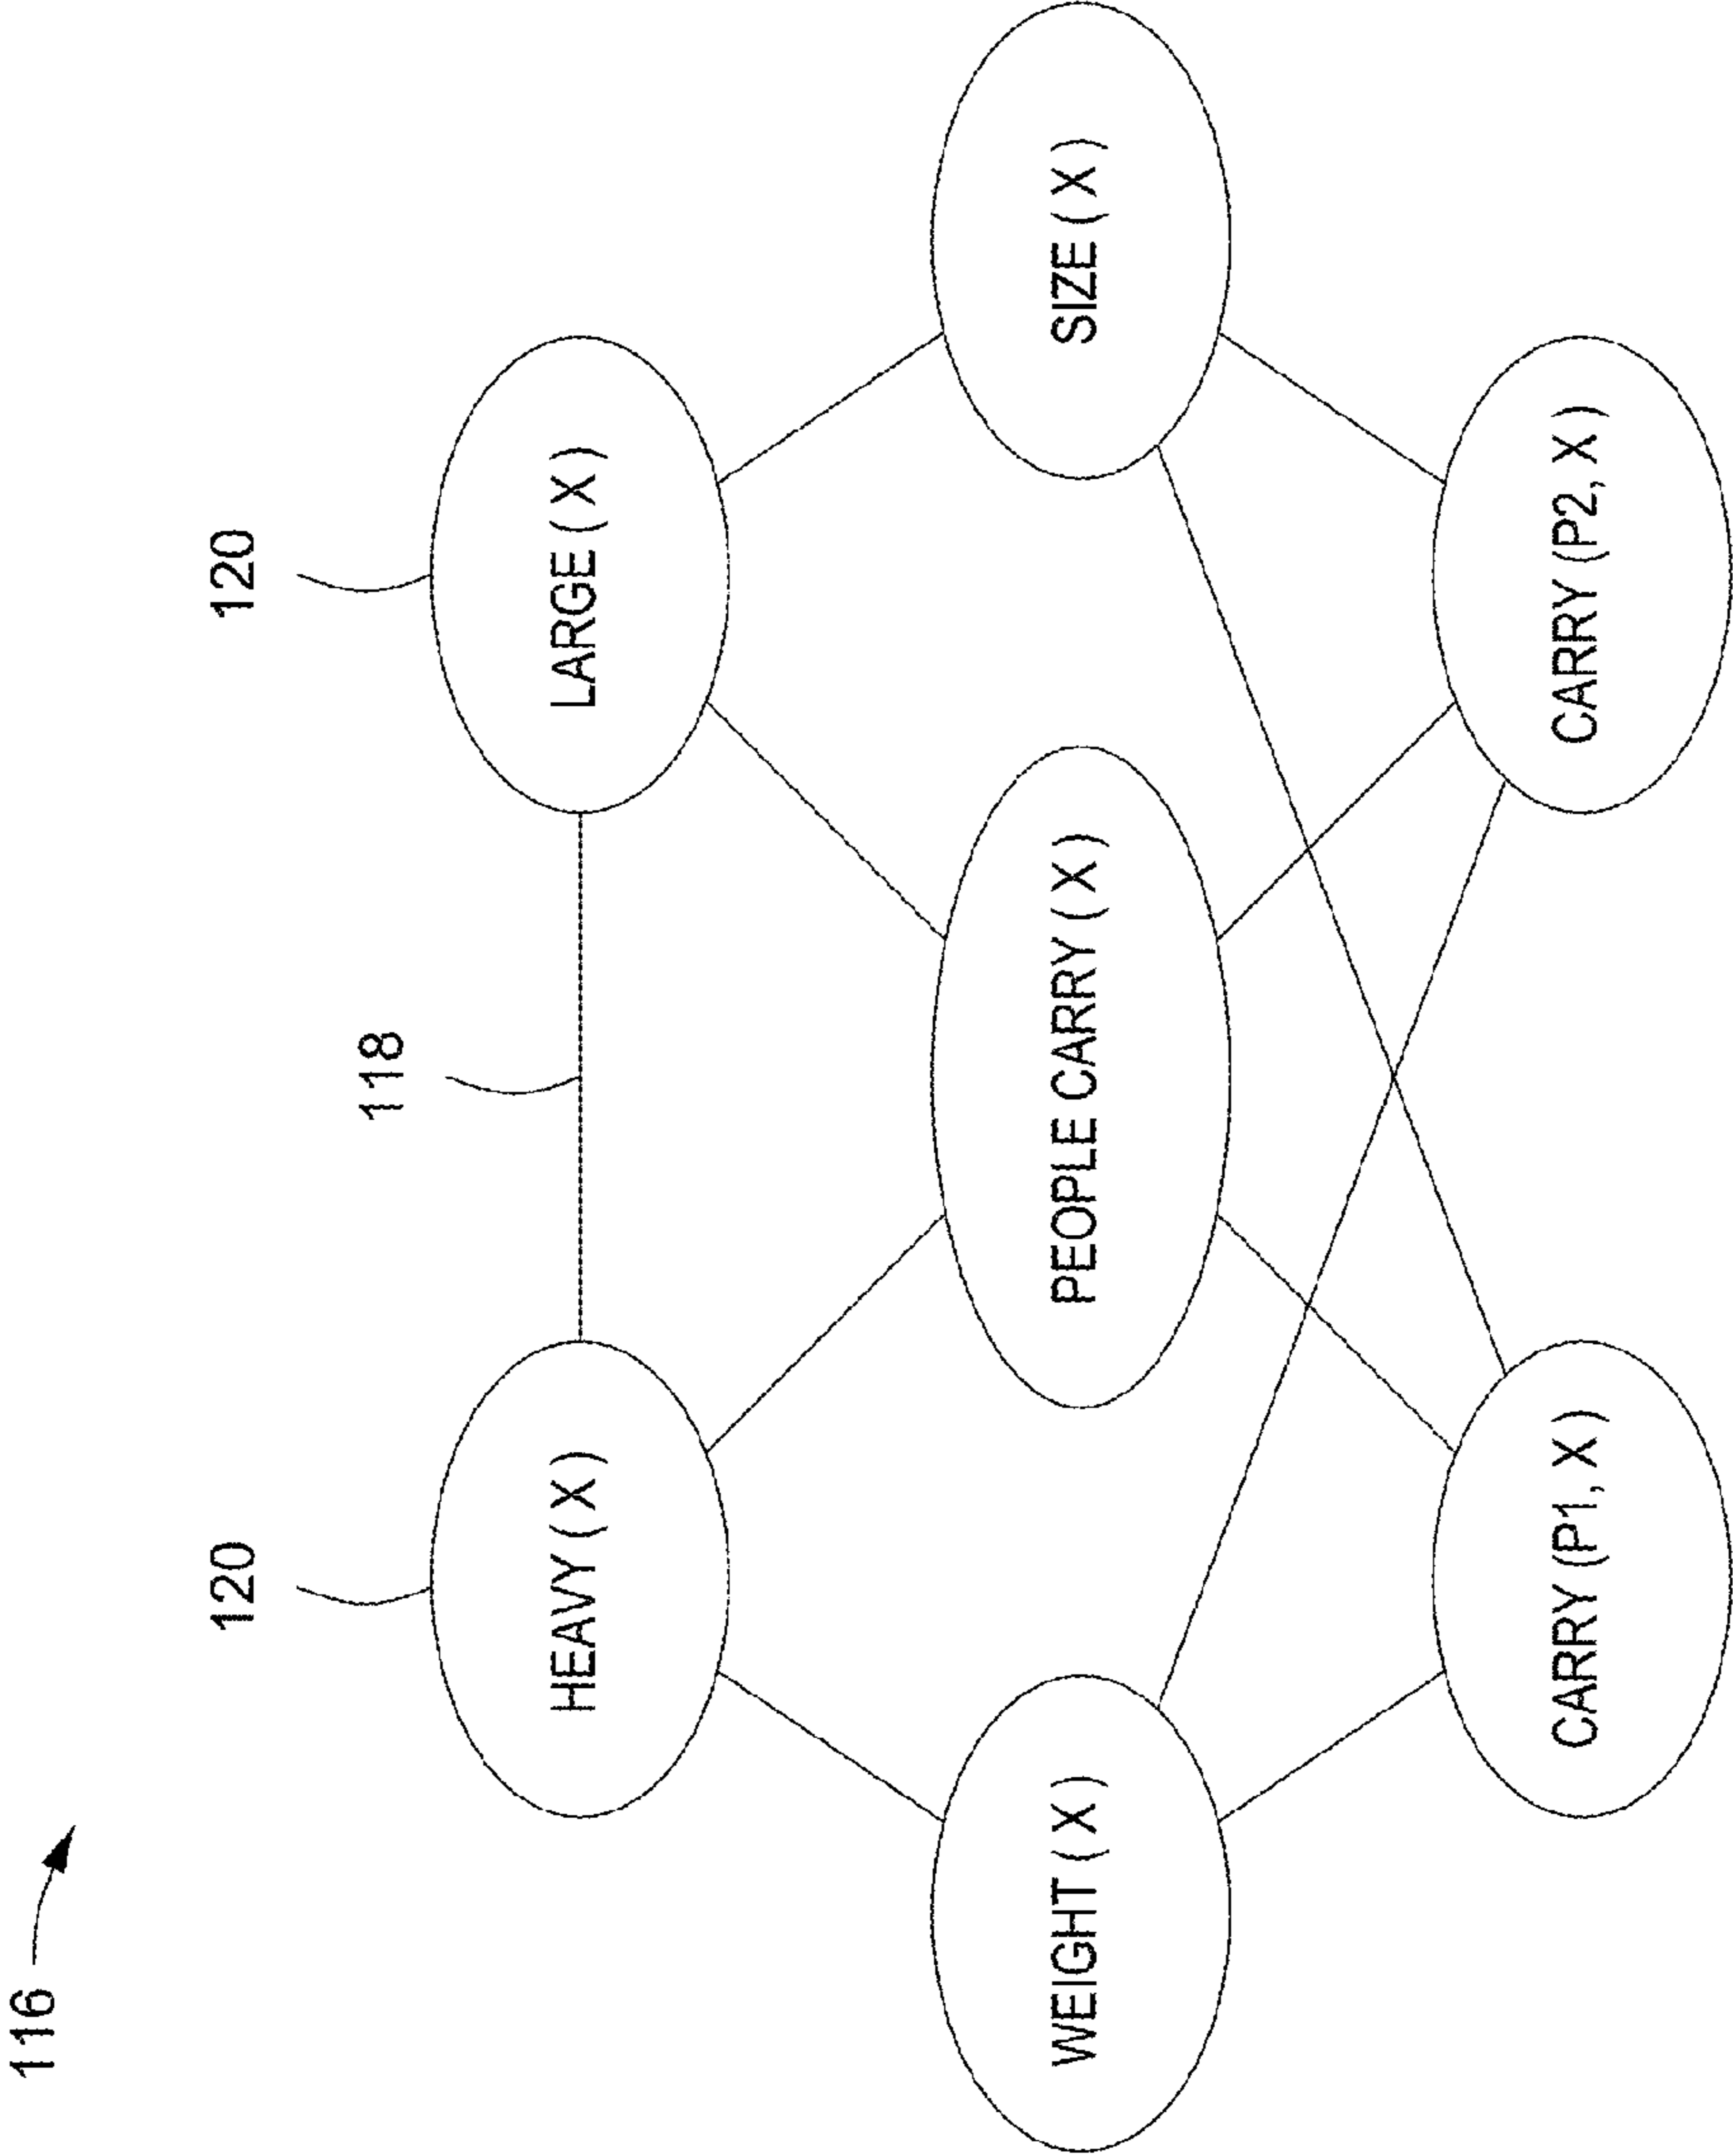 116
120
120
118
HEAVY ( X )
LARGE ( X )
WEIGHT ( X )
PEOPLE CARRY ( X )
SIZE ( X )
CARRY (P1, X )
CARRY (P2, X )